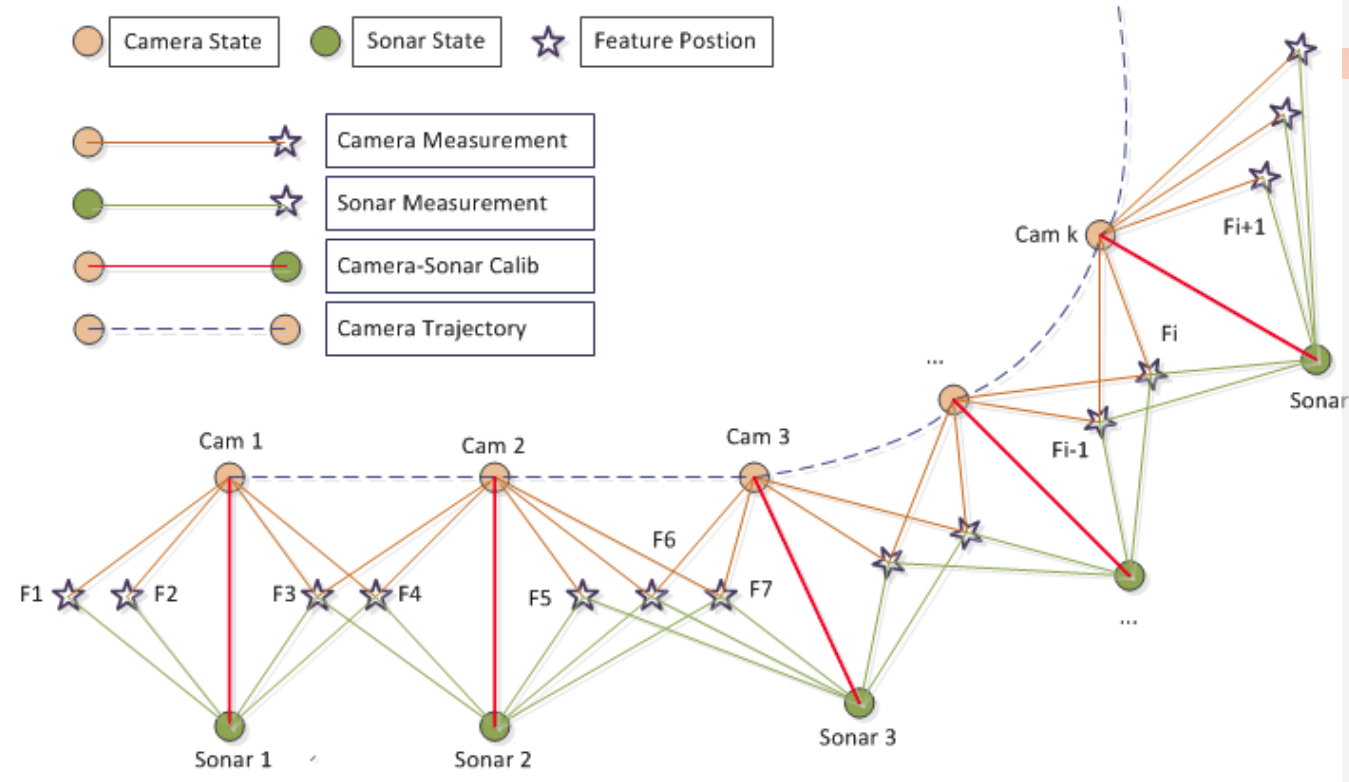 Camera State
Sonar State
Feature Postion
Camera Measurement
Sonar Measurement
Camera-Sonar Calib
Camera Trajectory
Cam k
Fi+1
Fi
...
Sonar
Fi-1
Cam 1
Cam 2
Cam 3
F6
F1
F2
F3
F4
F5
F7
...
Sonar 1
Sonar 2
Sonar 3